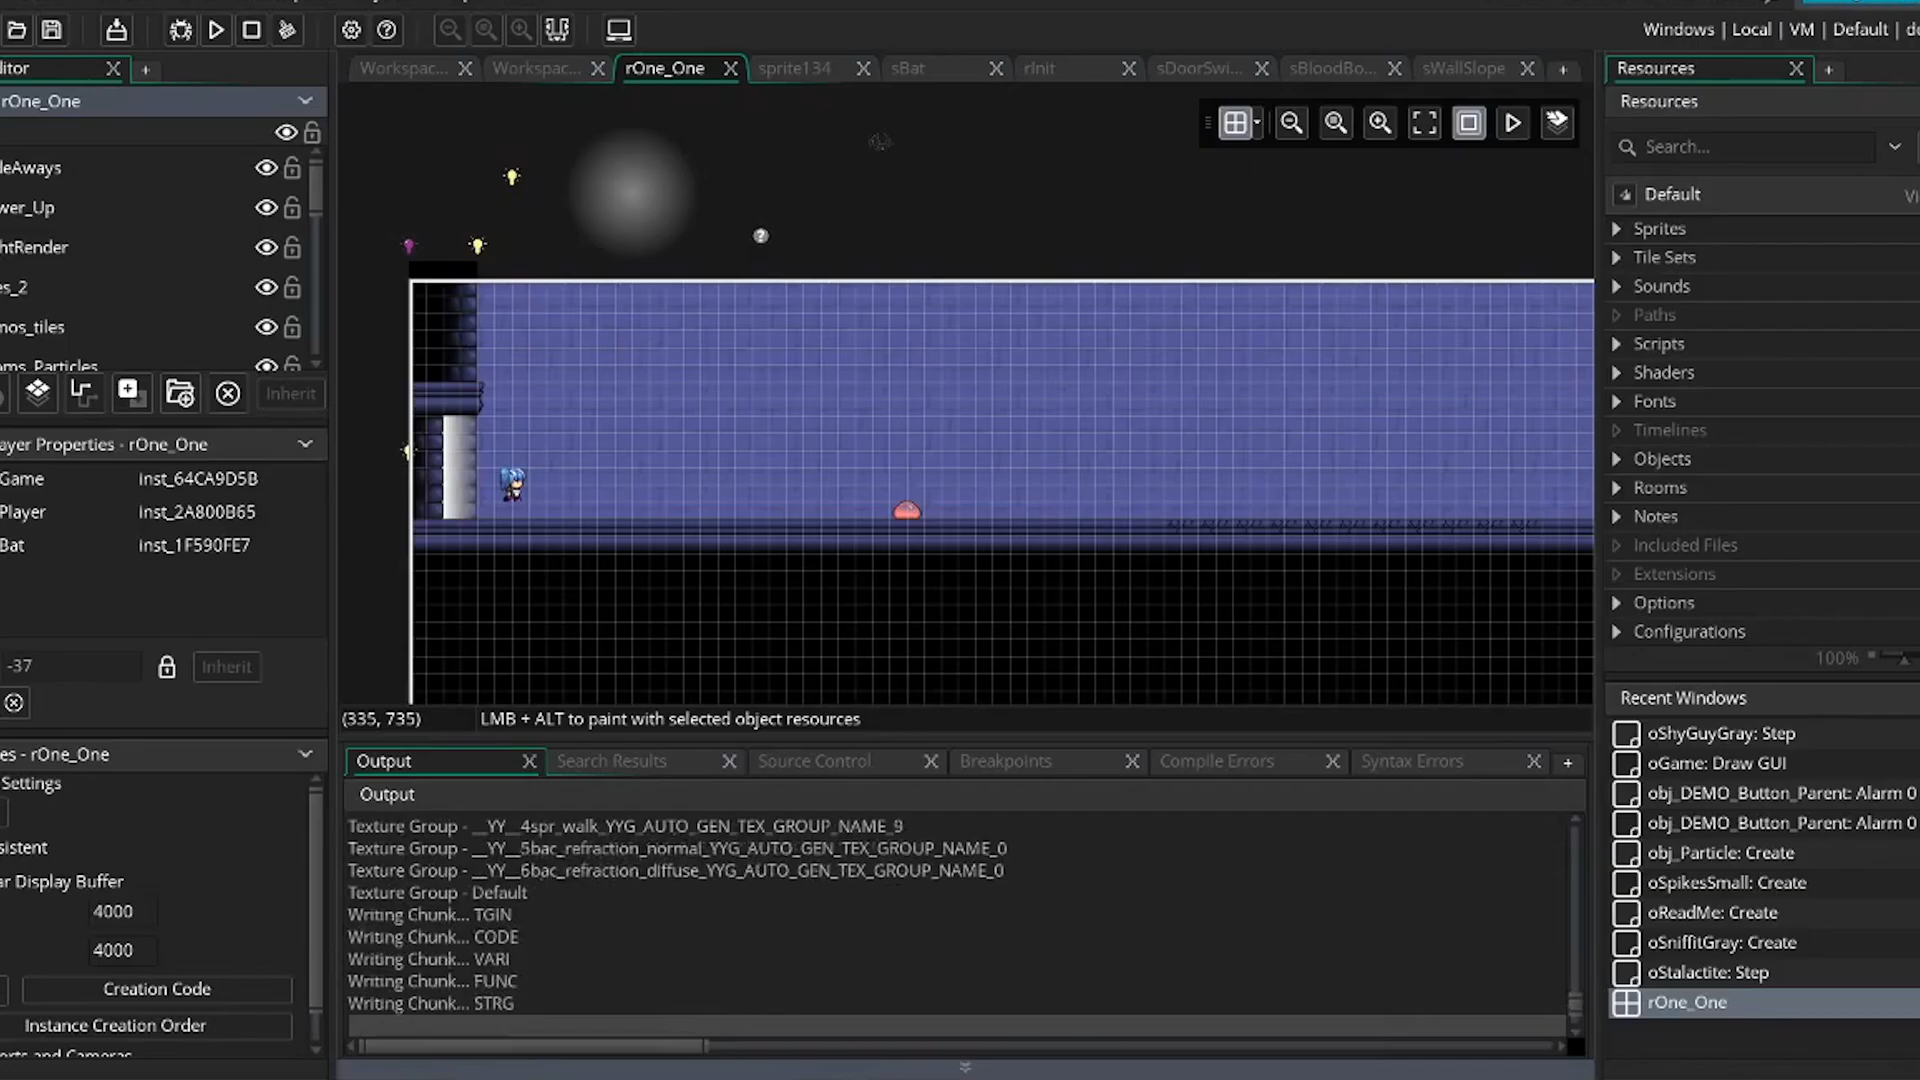 Windows | Local | VM | Default |
rOne_One
leAways
wer_Up
htRender
es_2
nos_tiles
oms_Particles
Inherit
ayer Properties - rOne_One
Game inst_64CA9D5B
Player inst_2A800B65
Bat inst_1F590FE7
-37 Inherit
es - rOne_One
Settings
sistent
ar Display Buffer
4000
4000
Creation Code
Instance Creation Order
orts and Cameras
Workspac...
Workspac...
rOne_One
sprite134
sBat
rInit
sDoorSwi...
sBloodBo...
sWallSlope
(335, 735) LMB + ALT to paint with selected object resources
Output
Search Results
Source Control
Breakpoints
Compile Errors
Syntax Errors
Output
Texture Group - __YY__4spr_walk_YYG_AUTO_GEN_TEX_GROUP_NAME_9
Texture Group - __YY__5bac_refraction_normal_YYG_AUTO_GEN_TEX_GROUP_NAME_0
Texture Group - __YY__6bac_refraction_diffuse_YYG_AUTO_GEN_TEX_GROUP_NAME_0
Texture Group - Default
Writing Chunk... TGIN
Writing Chunk... CODE
Writing Chunk... VARI
Writing Chunk... FUNC
Writing Chunk... STRG
Resources
Resources
Search...
Default
Sprites
Tile Sets
Sounds
Paths
Scripts
Shaders
Fonts
Timelines
Objects
Rooms
Notes
Included Files
Extensions
Options
Configurations
100%
Recent Windows
oShyGuyGray: Step
oGame: Draw GUI
obj_DEMO_Button_Parent: Alarm 0
obj_DEMO_Button_Parent: Alarm 0
obj_Particle: Create
oSpikesSmall: Create
oReadMe: Create
oSniffitGray: Create
oStalactite: Step
rOne_One